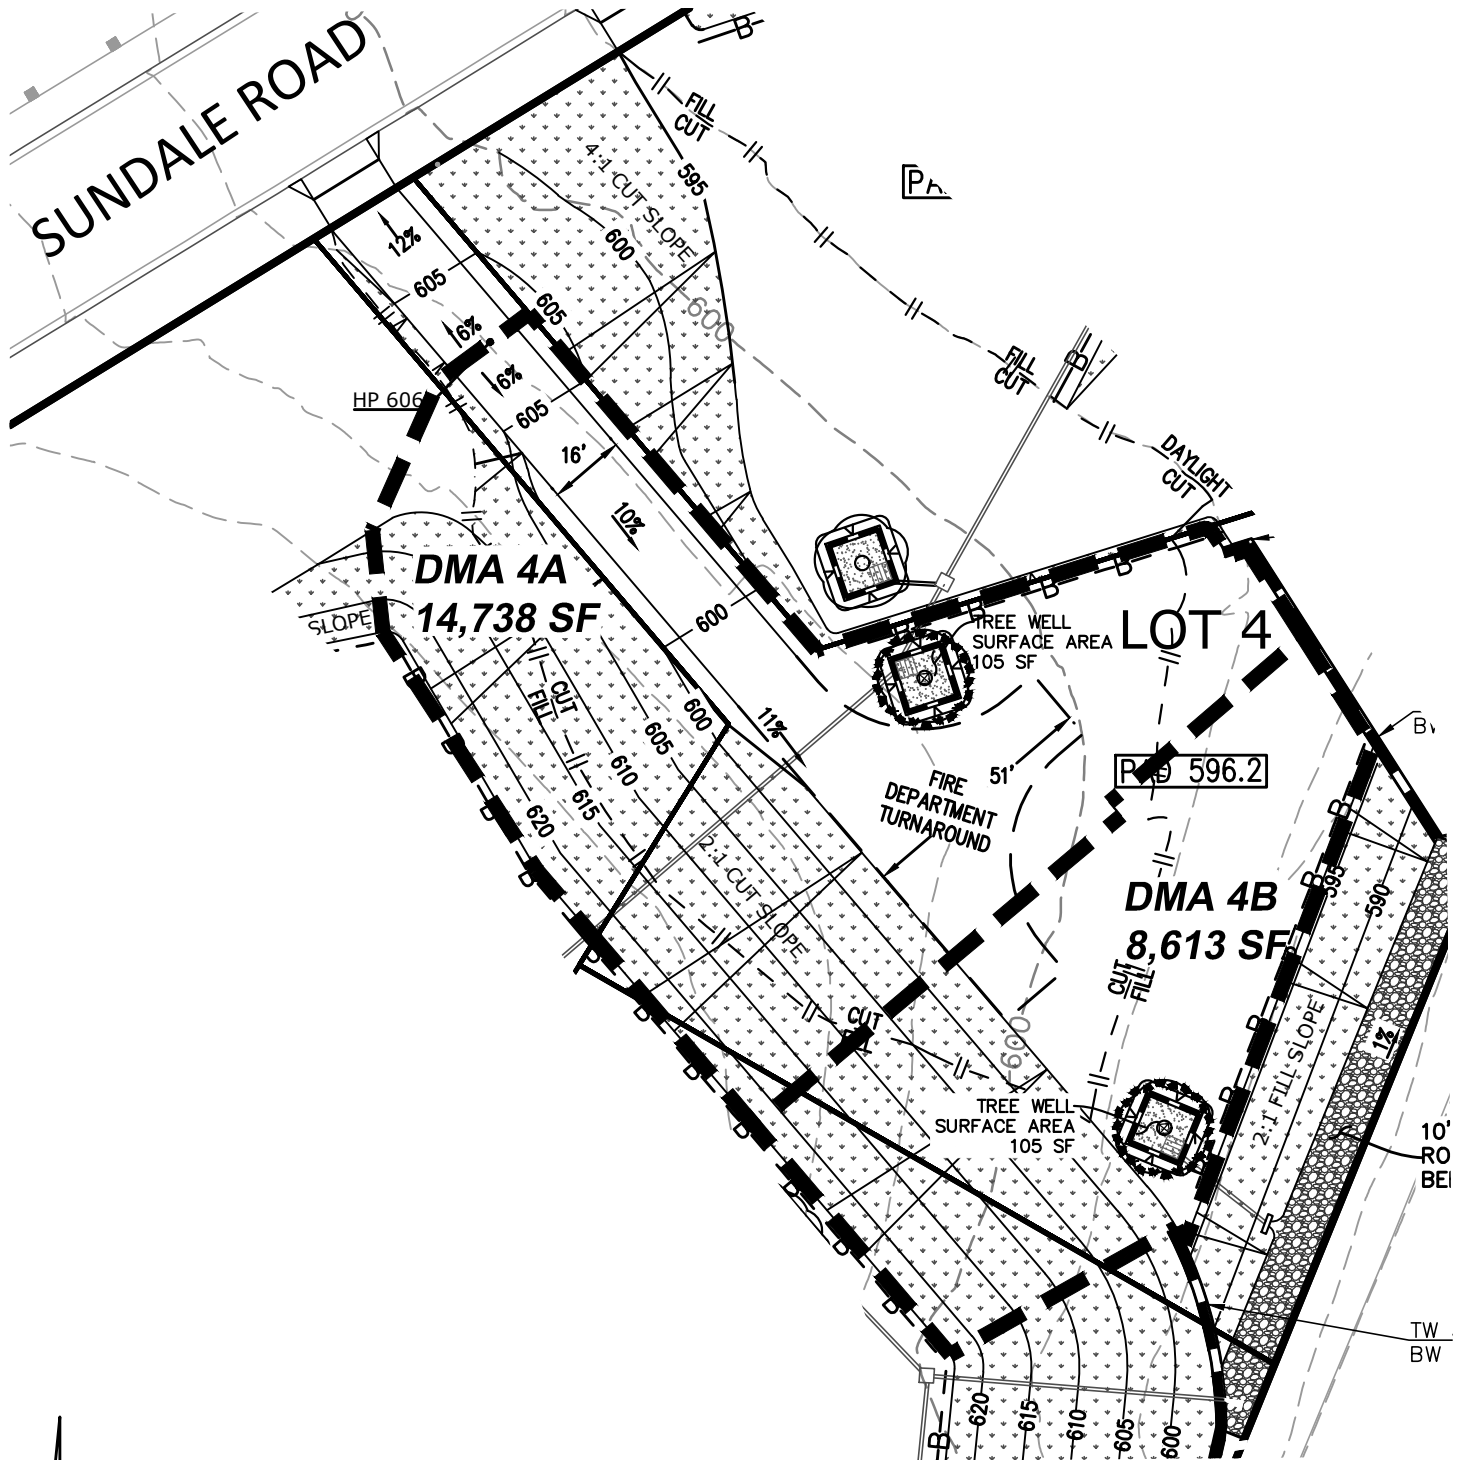 SUNDALE ROAD
B
FILL
CUT
4:1 CUT SLOPE
595
600
600
12%
605
605
6%
6%
605
HP 606
16'
10%
FILL
CUT
B
DAYLIGHT
CUT
DMA 4A
14,738 SF
SLOPE
600
B
B
B
B
TREE WELL
SURFACE AREA
105 SF
LOT 4
CUT
FILL
600
605
610
615
620
11%
51'
FIRE
DEPARTMENT
TURNAROUND
PAD 596.2
2:1 CUT SLOPE
DMA 4B
8,613 SF
B
B
595
590
CUT
FILL
CUT
600
1%
2:1 FILL SLOPE
TREE WELL
SURFACE AREA
105 SF
B
B
B
B
B
B
B
B
B
B
10'
TW
BW
620
615
610
605
600
B